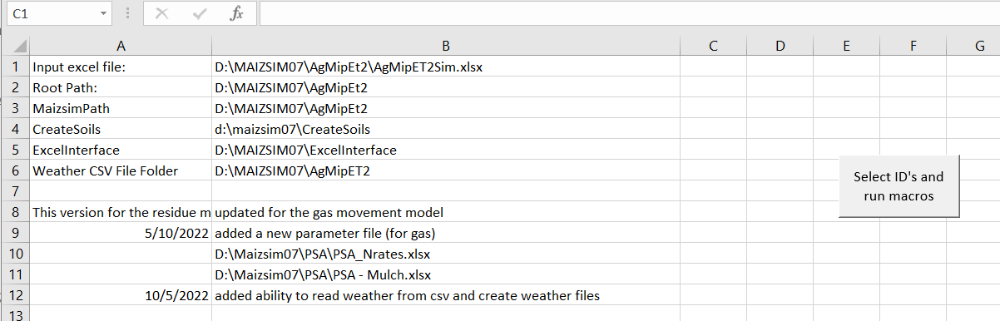 C1
fx
A B C D E F G
1 Input excel file: D:\MAIZSIM07\AgMipEt2\AgMipET2Sim.xlsx
2 Root Path: D:\MAIZSIM07\AgMipEt2
3 MaizsimPath D:\MAIZSIM07\AgMipEt2
4 CreateSoils d:\maizsim07\CreateSoils
5 ExcelInterface D:\MAIZSIM07\ExcelInterface
6 Weather CSV File Folder D:\MAIZSIM07\AgMipET2
Select ID's and
run macros
7
8 This version for the residue m updated for the gas movement model
9 5/10/2022 added a new parameter file (for gas)
10 D:\Maizsim07\PSA\PSA_Nrates.xlsx
11 D:\Maizsim07\PSA\PSA - Mulch.xlsx
12 10/5/2022 added ability to read weather from csv and create weather files
13